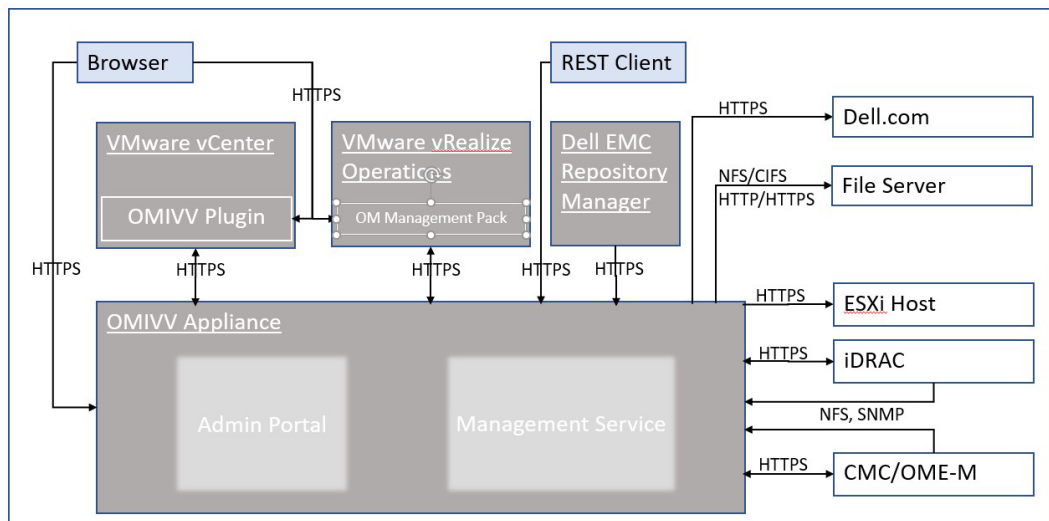 Browser
REST Client
HTTPS
HTTPS
Dell.com
VMware vCenter
OMIVV Plugin
VMware vRealize
Operations
OM Management Pack
Dell EMC
Repository
Manager
NFS/CIFS
HTTP/HTTPS
File Server
HTTPS
HTTPS
HTTPS
HTTPS
HTTPS
HTTPS
ESXi Host
OMIVV Appliance
Admin Portal
Management Service
HTTPS
iDRAC
NFS, SNMP
HTTPS
CMC/OME-M